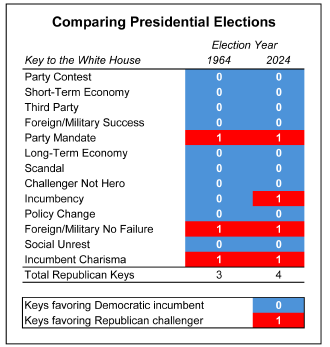 Comparing Presidential Elections
Election Year
Key to the White House 1964 2024
Party Contest 0 0
Short-Term Economy 0 0
Third Party 0 0
Foreign/Military Success 0 0
Party Mandate 1 1
Long-Term Economy 0 0
Scandal 0 0
Challenger Not Hero 0 0
Incumbency 0 1
Policy Change 0 0
Foreign/Military No Failure 1 1
Social Unrest 0 0
Incumbent Charisma 1 1
Total Republican Keys 3 4
Keys favoring Democratic incumbent 0
Keys favoring Republican challenger 1